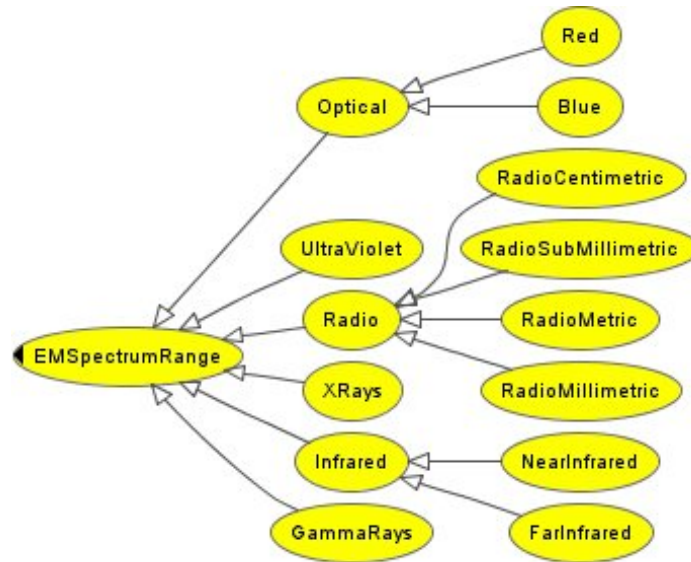 Red
Optical
Blue
RadioCentimetric
UltraViolet
RadioSubMillimetric
Radio
RadioMetric
EMSpectrumRange
XRays
RadioMillimetric
Infrared
NearInfrared
GammaRays
FarInfrared